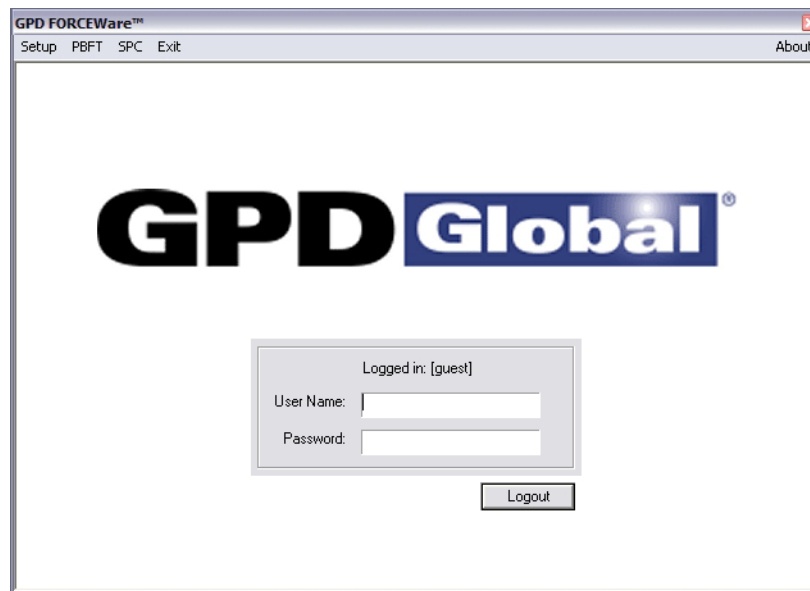 GPD FORCEWare™
Setup PBFT SPC Exit About
GPD Global®
Logged in: [guest]
User Name:
Password:
Logout